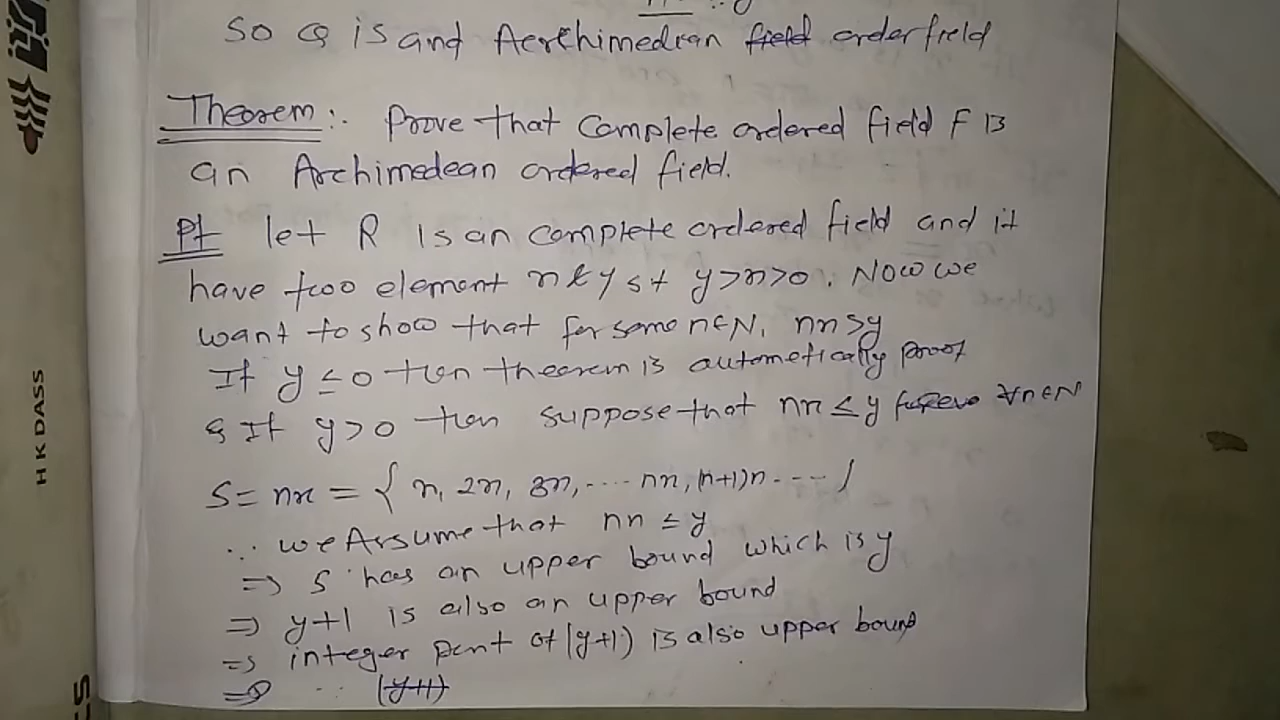 so Q is and Aerchimedian field orderfield
Theorem:. Prove that Complete ordered field F is
an Archimedean ordered field.
Pf let R is an complete ordered field and it
have two element x & y st y>x>0. Now we
want to show that for some n∈N, nx>y
If y≤0 then theorem is automatically proof
& If y>0 then suppose that nx≤y ∀n∈N
S= nx = { x, 2x, 3x, ---- nx, (n+1)x - --- }
∵ we Assume that nx ≤ y
⇒ S has an upper bound which is y
⇒ y+1 is also an upper bound
⇒ integer part of (y+1) is also upper bound
⇒ (y+1)
H K DASS